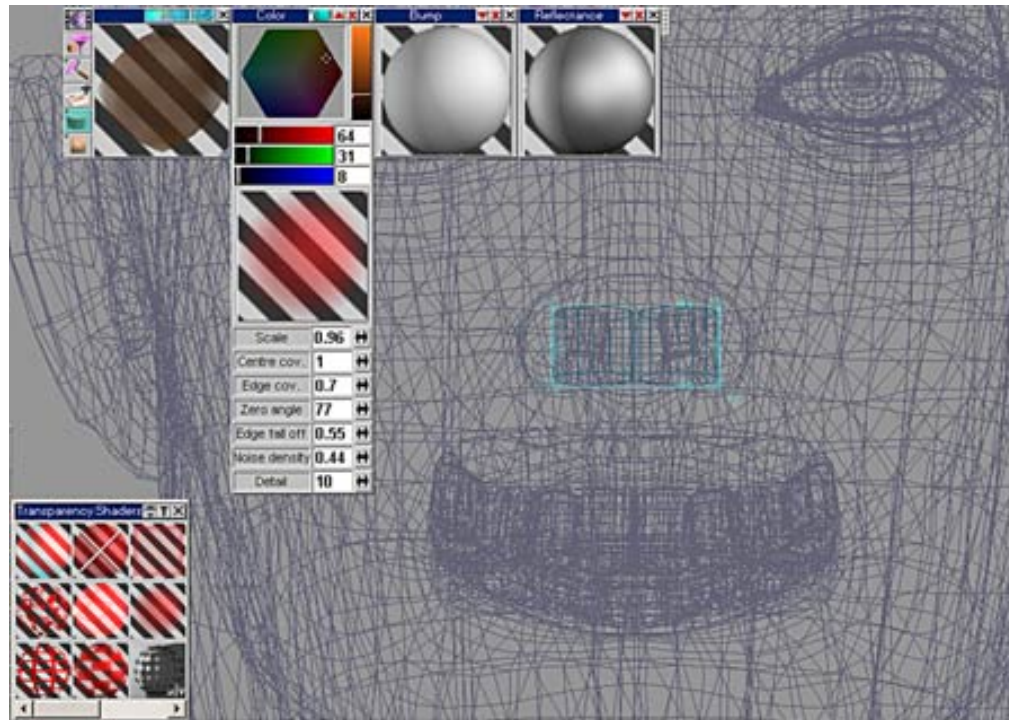 Color
Bump
Reflectance
64
31
8
Scale 0.96
Centre cov. 1
Edge cov. 0.7
Zero angle 77
Edge fall off 0.55
Noise density 0.44
Detail 10
Transparency Shaders